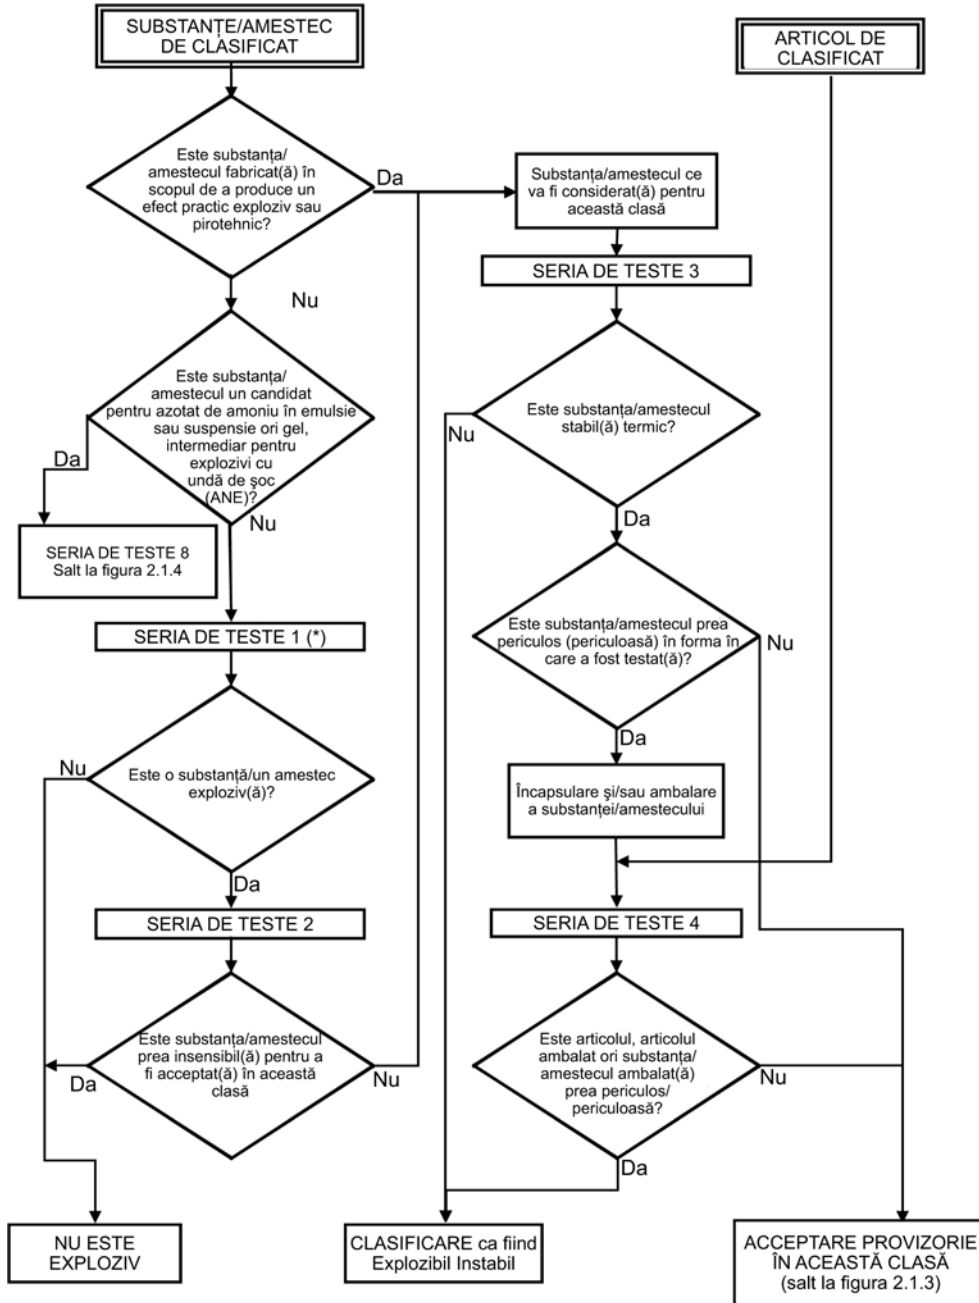 SUBSTANȚE/AMESTEC
DE CLASIFICAT
ARTICOL DE
CLASIFICAT
Este substanța/
amestecul fabricat(ă) în
scopul de a produce un
efect practic exploziv sau
pirotehnic?
Da
Substanța/amestecul ce
va fi considerat(ă) pentru
această clasă
SERIA DE TESTE 3
Nu
Este substanța/
amestecul un candidat
pentru azotat de amoniu în emulsie
sau suspensie ori gel,
intermediar pentru
explozivi cu
undă de șoc
(ANE)?
Da
Nu
SERIA DE TESTE 8
Salt la figura 2.1.4
Este substanța/amestecul
stabil(ă) termic?
Nu
Da
SERIA DE TESTE 1 (*)
Este substanța/amestecul prea
periculos (periculoasă) în forma în
care a fost testat(ă)?
Nu
Da
Este o substanță/un amestec
exploziv(ă)?
Nu
Da
Încapsulare și/sau ambalare
a substanței/amestecului
SERIA DE TESTE 2
SERIA DE TESTE 4
Este substanța/amestecul
prea insensibil(ă) pentru a
fi acceptat(ă) în această
clasă
Da
Nu
Este articolul, articolul
ambalat ori substanța/
amestecul ambalat(ă)
prea periculos/
periculoasă?
Nu
Da
NU ESTE
EXPLOZIV
CLASIFICARE ca fiind
Explozibil Instabil
ACCEPTARE PROVIZORIE
ÎN ACEASTĂ CLASĂ
(salt la figura 2.1.3)